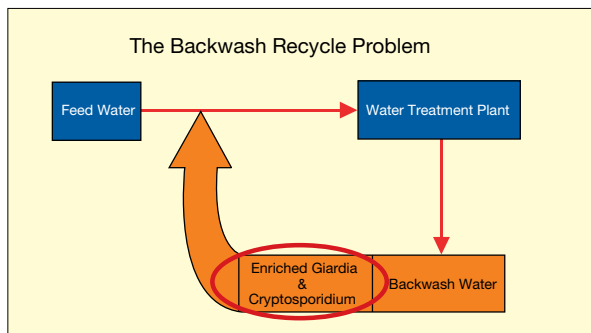 The Backwash Recycle Problem
Feed Water
Water Treatment Plant
Enriched Giardia
&
Cryptosporidium
Backwash Water